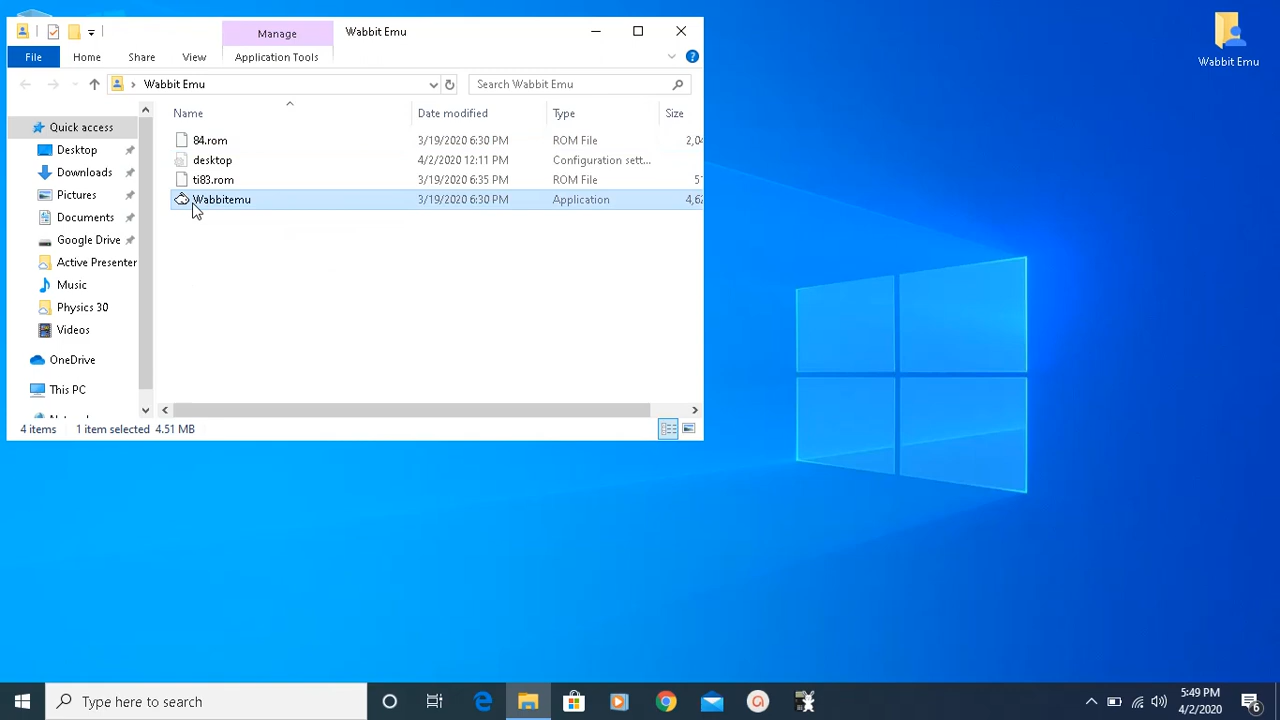 Manage
Wabbit Emu
File
Home
Share
View
Application Tools
Wabbit Emu
Search Wabbit Emu
Name
Date modified
Type
Size
84.rom
3/19/2020 6:30 PM
ROM File
desktop
4/2/2020 12:11 PM
Configuration sett...
ti83.rom
3/19/2020 6:35 PM
ROM File
Wabbitemu
3/19/2020 6:30 PM
Application
Quick access
Desktop
Downloads
Pictures
Documents
Google Drive
Active Presenter
Music
Physics 30
Videos
OneDrive
This PC
4 items
1 item selected 4.51 MB
Wabbit Emu
Type here to search
5:49 PM
4/2/2020
6